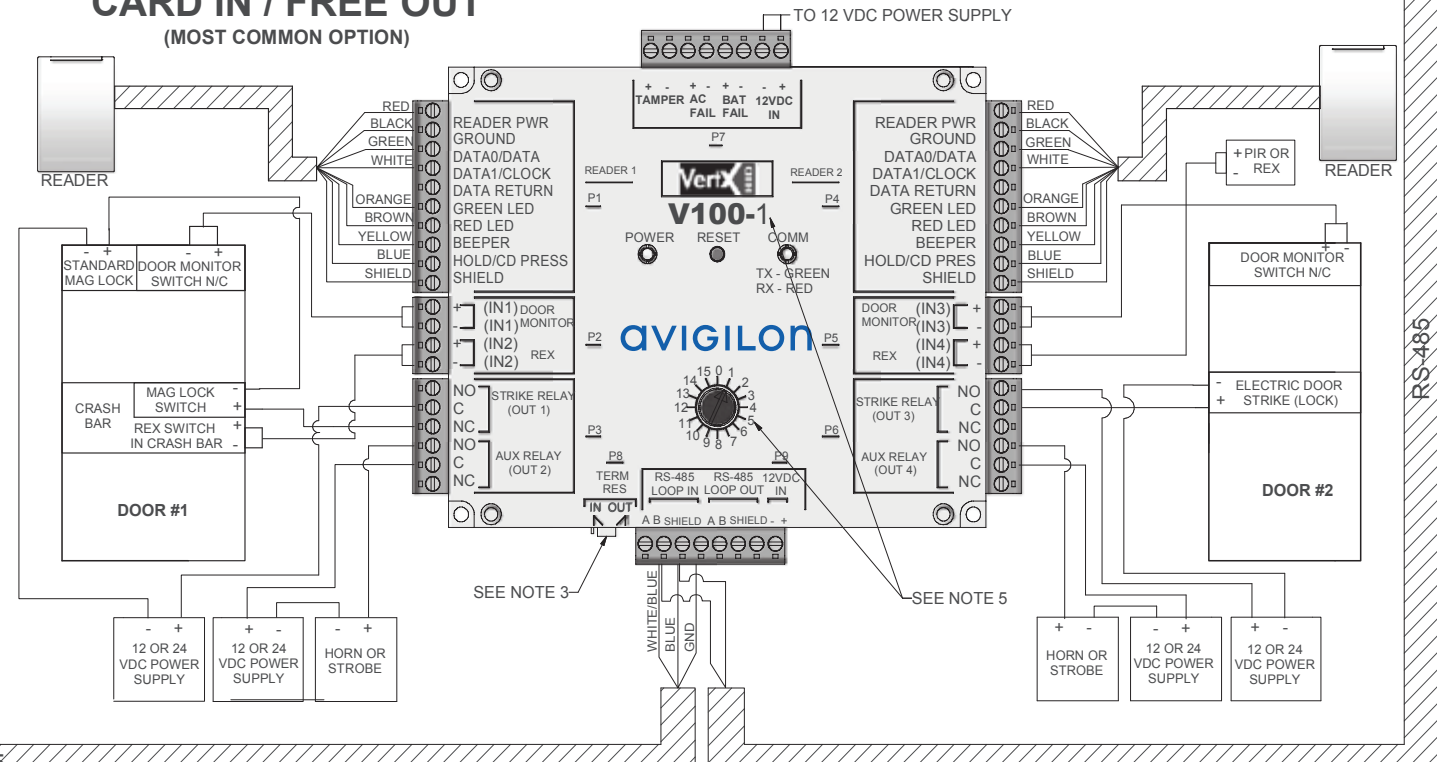 CARD IN / FREE OUT
(MOST COMMON OPTION)
TO 12 VDC POWER SUPPLY
+ - + - + - - +
TAMPER AC FAIL BAT FAIL 12VDC IN
P7
READER
RED
BLACK
GREEN
WHITE
ORANGE
BROWN
YELLOW
BLUE
SHIELD
READER PWR
GROUND
DATA0/DATA
DATA1/CLOCK
DATA RETURN
GREEN LED
RED LED
BEEPER
HOLD/CD PRESS
SHIELD
READER 1
P1
VertX HID
V100-1
POWER
RESET
COMM
TX - GREEN
RX - RED
READER 2
P4
READER PWR
GROUND
DATA0/DATA
DATA1/CLOCK
DATA RETURN
GREEN LED
RED LED
BEEPER
HOLD/CD PRES
SHIELD
RED
BLACK
GREEN
WHITE
ORANGE
BROWN
YELLOW
BLUE
SHIELD
+ PIR OR
- REX
READER
- +
STANDARD
MAG LOCK
- +
DOOR MONITOR
SWITCH N/C
CRASH
BAR
MAG LOCK -
SWITCH +
REX SWITCH +
IN CRASH BAR -
DOOR #1
+ (IN1) DOOR
- (IN1) MONITOR
+ (IN2)
- (IN2) REX
P2
NO
C
NC
STRIKE RELAY
(OUT 1)
NO
C
NC
AUX RELAY
(OUT 2)
P3
AVIGILON
0 1 2 3 4 5 6 7 8 9 10 11 12 13 14 15
DOOR (IN3) +
MONITOR (IN3) -
(IN4) +
REX (IN4) -
P5
STRIKE RELAY
(OUT 3)
NO
C
NC
AUX RELAY
(OUT 4)
NO
C
NC
P6
+ -
DOOR MONITOR
SWITCH N/C
- ELECTRIC DOOR
+ STRIKE (LOCK)
DOOR #2
RS-485
P8
TERM
RES
IN OUT
P9
RS-485
LOOP IN
RS-485
LOOP OUT
12VDC
IN
A B SHIELD A B SHIELD - +
SEE NOTE 3
SEE NOTE 5
WHITE/BLUE
BLUE
GND
- +
12 OR 24
VDC POWER
SUPPLY
+ -
12 OR 24
VDC POWER
SUPPLY
- +
HORN OR
STROBE
+ -
HORN OR
STROBE
- +
12 OR 24
VDC POWER
SUPPLY
+ -
12 OR 24
VDC POWER
SUPPLY